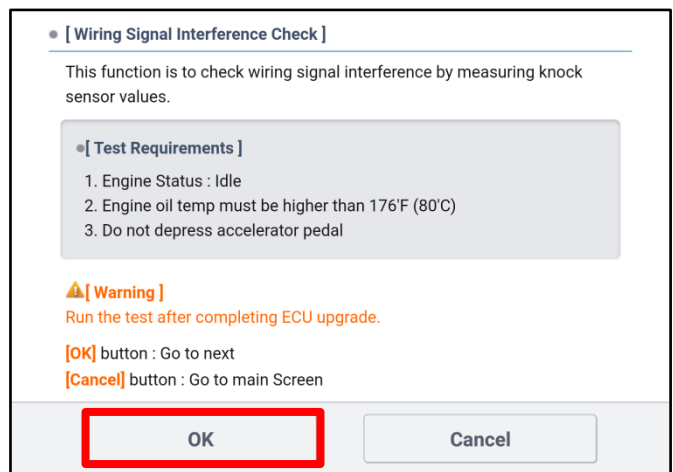 [ Wiring Signal Interference Check ]
This function is to check wiring signal interference by measuring knock
sensor values.
[ Test Requirements ]
1. Engine Status : Idle
2. Engine oil temp must be higher than 176'F (80'C)
3. Do not depress accelerator pedal
[ Warning ]
Run the test after completing ECU upgrade.
[OK] button : Go to next
[Cancel] button : Go to main Screen
OK Cancel